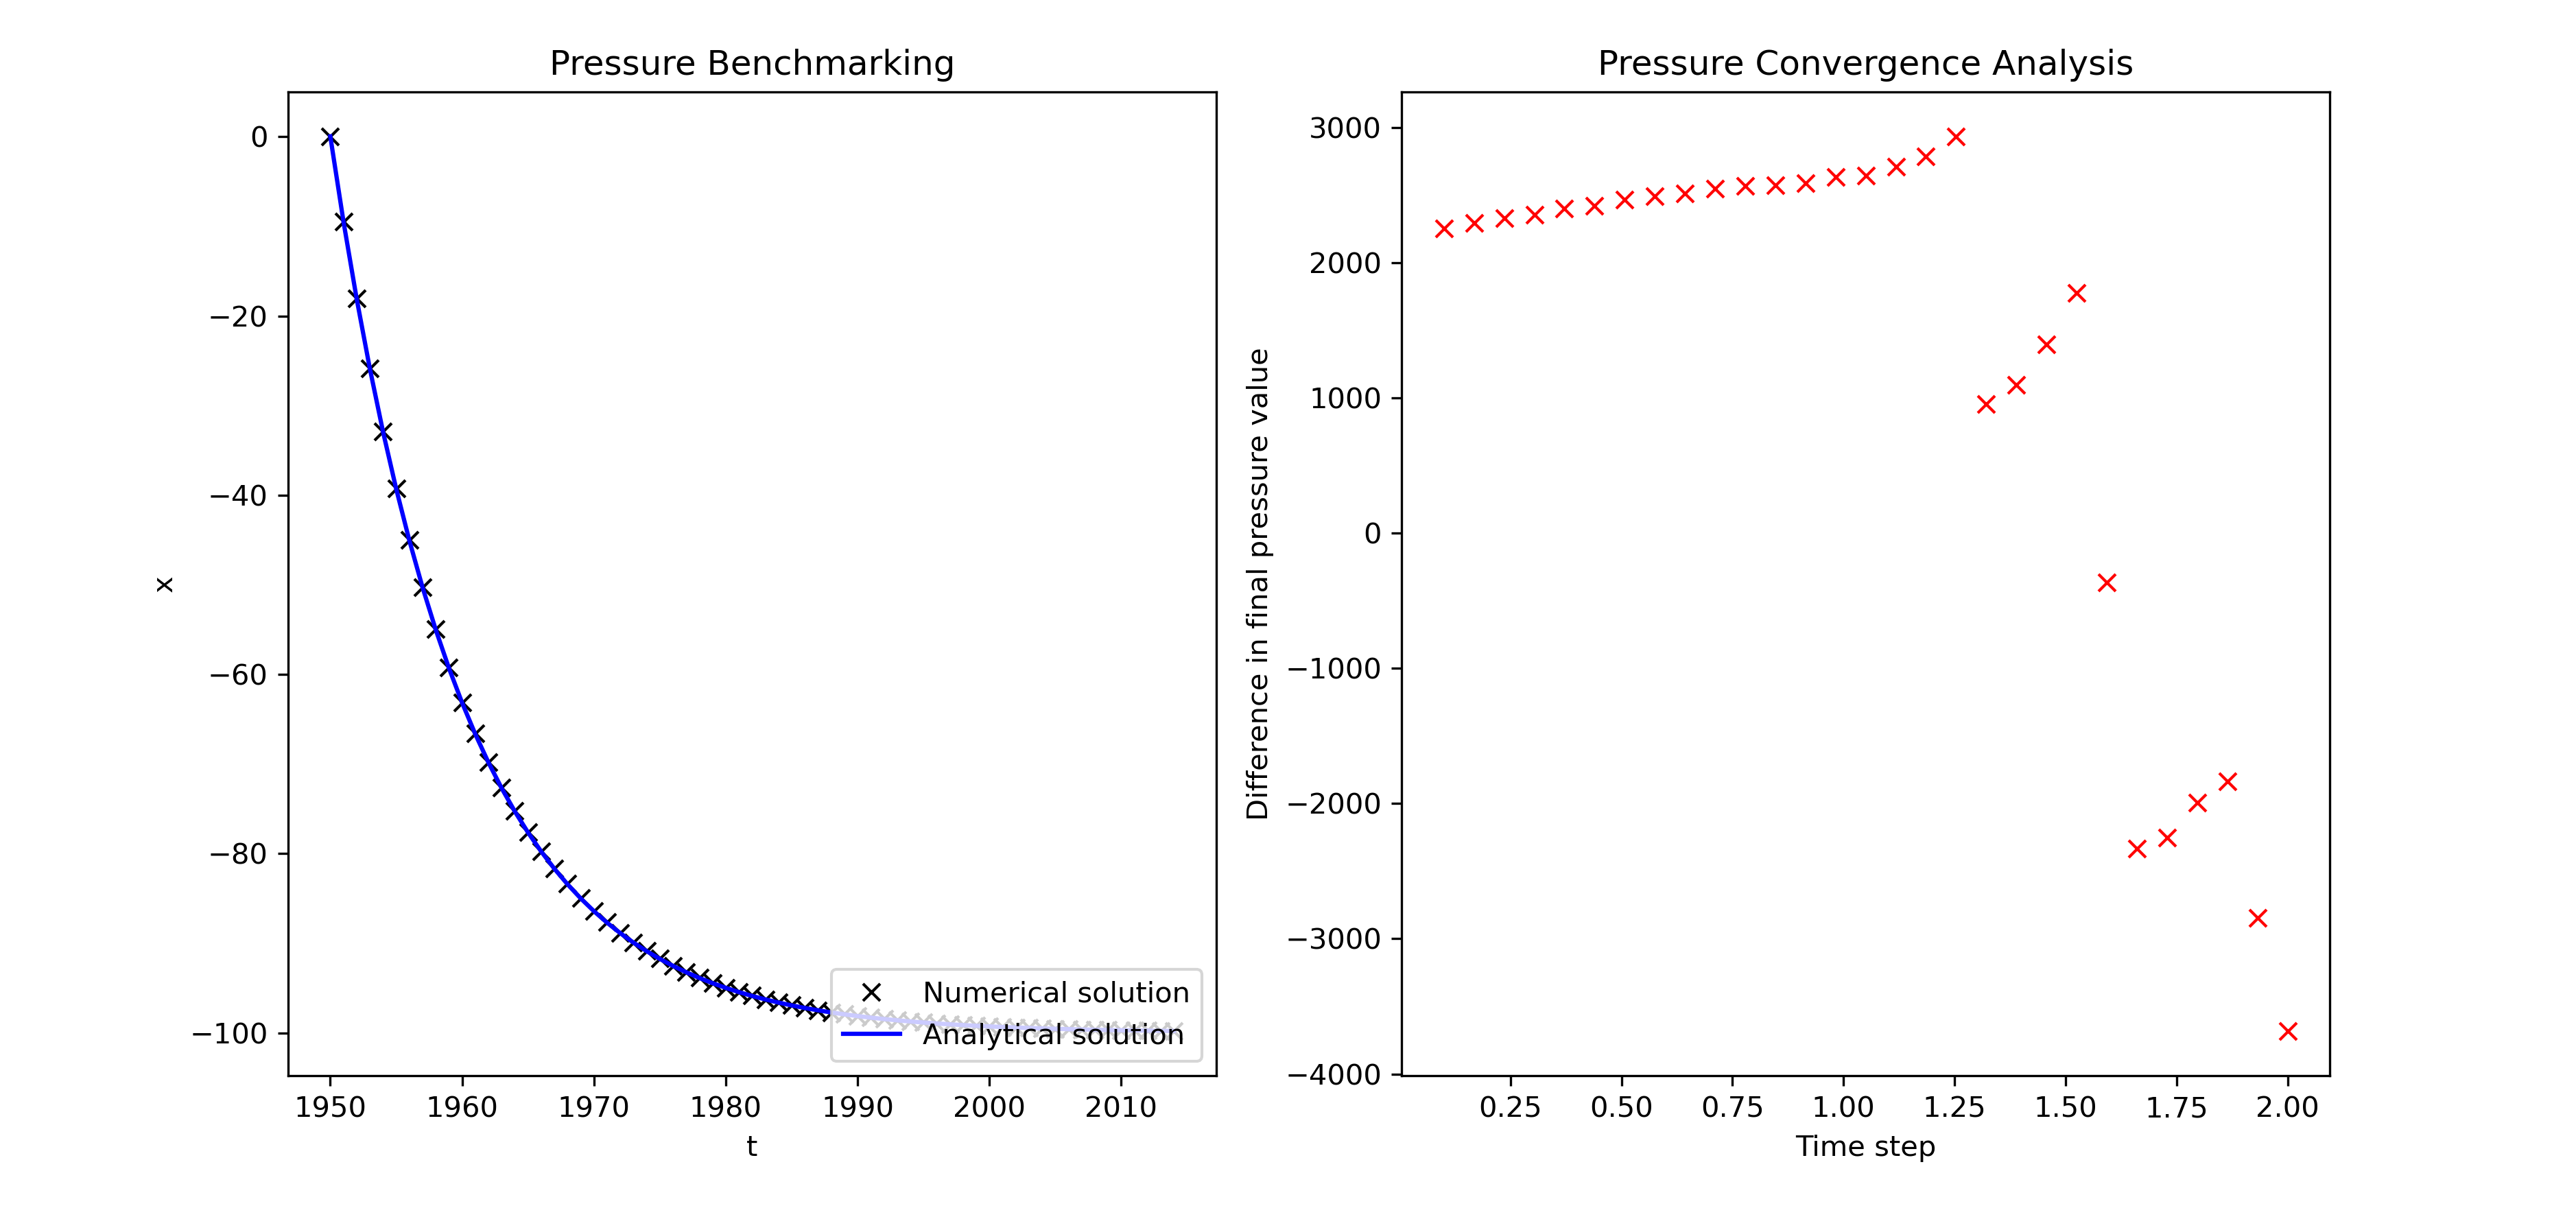 Pressure Benchmarking
0
−20
−40
−60
−80
−100
x
1950 1960 1970 1980 1990 2000 2010
t
Numerical solution
Analytical solution
Pressure Convergence Analysis
3000
2000
1000
0
−1000
−2000
−3000
−4000
Difference in final pressure value
0.25 0.50 0.75 1.00 1.25 1.50 1.75 2.00
Time step